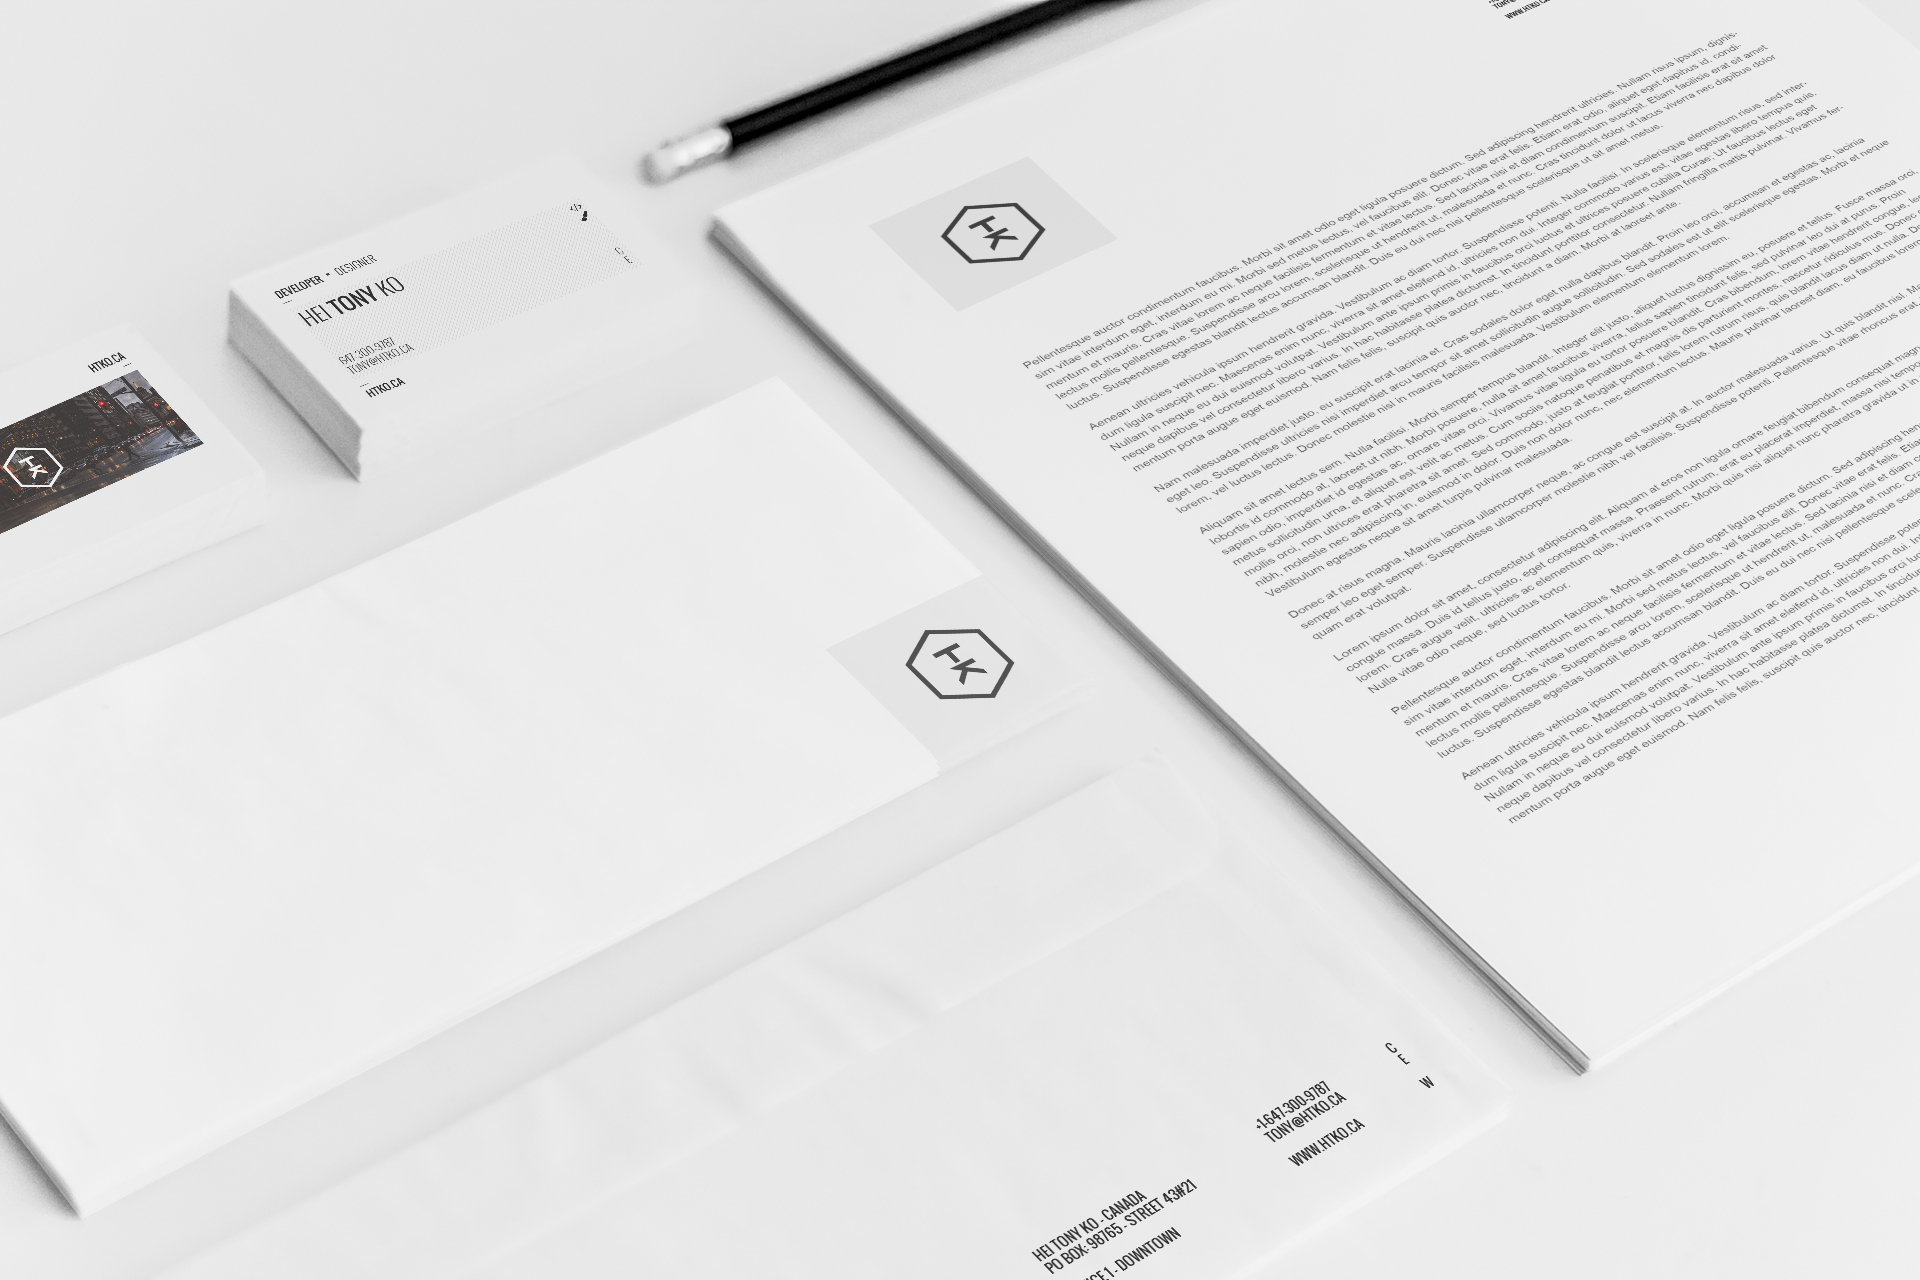 HTKO.CA
HK
DEVELOPER - DESIGNER
HEI TONY KO
647-300-9787
TONY@HTKO.CA
HTKO.CA
</>
C
E
HK
HK
WWW.HTKO.CA
Pellentesque auctor condimentum faucibus. Morbi sit amet odio eget ligula posuere dictum. Sed adipiscing hendrerit ultricies. Nullam risus ipsum, dignis-
sim vitae interdum eget, interdum eu mi. Morbi sed metus lectus, vel faucibus elit. Donec vitae erat felis. Etiam erat odio, aliquet eget dapibus id, condi-
mentum et mauris. Cras vitae lorem ac neque facilisis fermentum et vitae lectus. Sed lacinia nisi et diam condimentum suscipit. Etiam facilisis erat sit amet
lectus mollis pellentesque. Suspendisse arcu lorem, scelerisque ut hendrerit ut, malesuada et nunc. Cras tincidunt dolor ut lacus viverra nec dapibus dolor
luctus. Suspendisse egestas blandit lectus accumsan blandit. Duis eu dui nec nisi pellentesque scelerisque ut sit amet metus.
Aenean ultricies vehicula ipsum hendrerit gravida. Vestibulum ac diam tortor. Suspendisse potenti. Nulla facilisi. In scelerisque elementum risus, sed inter-
dum ligula suscipit nec. Maecenas enim nunc, viverra sit amet eleifend id, ultricies non dui. Integer commodo varius est, vitae egestas libero tempus quis.
Nullam in neque eu dui euismod volutpat. Vestibulum ante ipsum primis in faucibus orci luctus et ultrices posuere cubilia Curae; Ut faucibus lectus eget
neque dapibus vel consectetur libero varius. In hac habitasse platea dictumst. In tincidunt porttitor consectetur. Nullam fringilla mattis pulvinar. Vivamus fer-
mentum porta augue eget euismod. Nam felis felis, suscipit quis auctor nec, tincidunt a diam. Morbi at laoreet ante.
Nam malesuada imperdiet justo, eu suscipit erat lacinia et. Cras sodales dolor eget nulla dapibus blandit. Proin leo orci, accumsan et egestas ac, lacinia
eget leo. Suspendisse ultricies nisi imperdiet arcu tempor sit amet sollicitudin augue sollicitudin. Sed sodales est ut elit scelerisque egestas. Morbi et neque
lorem, vel luctus lectus. Donec molestie nisl in mauris facilisis malesuada. Vestibulum elementum elementum lorem.
Aliquam sit amet lectus sem. Nulla facilisi. Morbi semper tempus blandit. Integer elit justo, aliquet luctus dignissim eu, posuere et tellus. Fusce massa orci,
lobortis id commodo at, laoreet ut nibh. Morbi posuere, nulla sit amet faucibus viverra, tellus sapien tincidunt felis, sed pulvinar leo dui at purus. Proin
sapien odio, imperdiet id egestas ac, ornare vitae orci. Vivamus vitae ligula eu tortor posuere blandit. Cras bibendum, lorem vitae hendrerit congue,
metus sollicitudin urna, et aliquet est velit ac metus. Cum sociis natoque penatibus et magnis dis parturient montes, nascetur ridiculus mus. Donec
mollis orci, non ultrices erat pharetra sit amet. Sed commodo, justo at feugiat porttitor, felis lorem rutrum risus, quis blandit lacus diam ut nulla.
nibh, molestie nec adipiscing in, euismod in dolor. Duis non dolor nunc, nec elementum lectus. Mauris pulvinar laoreet diam, eu faucibus
Vestibulum egestas neque sit amet turpis pulvinar malesuada.
Donec at risus magna. Mauris lacinia ullamcorper neque, ac congue est suscipit at. In auctor malesuada varius. Ut quis blandit nisl.
semper leo eget semper. Suspendisse ullamcorper molestie nibh vel facilisis. Suspendisse potenti. Pellentesque vitae rhoncus
quam erat volutpat.
Lorem ipsum dolor sit amet, consectetur adipiscing elit. Aliquam at eros non ligula ornare feugiat bibendum consequat
congue massa. Duis id tellus justo, eget consequat massa. Praesent rutrum, erat eu placerat imperdiet, massa nisi
lorem. Cras augue velit, ultricies ac elementum quis, viverra in nunc. Morbi quis nisi aliquet nunc pharetra gravida
Nulla vitae odio neque, sed luctus tortor.
Pellentesque auctor condimentum faucibus. Morbi sit amet odio eget ligula posuere dictum. Sed adipiscing
sim vitae interdum eget, interdum eu mi. Morbi sed metus lectus, vel faucibus elit. Donec vitae erat felis.
mentum et mauris. Cras vitae lorem ac neque facilisis fermentum et vitae lectus. Sed lacinia nisi et diam
lectus mollis pellentesque. Suspendisse arcu lorem, scelerisque ut hendrerit ut, malesuada et nunc.
luctus. Suspendisse egestas blandit lectus accumsan blandit. Duis eu dui nec nisi pellentesque
Aenean ultricies vehicula ipsum hendrerit gravida. Vestibulum ac diam tortor. Suspendisse
dum ligula suscipit nec. Maecenas enim nunc, viverra sit amet eleifend id, ultricies non dui.
Nullam in neque eu dui euismod volutpat. Vestibulum ante ipsum primis in faucibus orci
neque dapibus vel consectetur libero varius. In hac habitasse platea dictumst. In
mentum porta augue eget euismod. Nam felis felis, suscipit quis auctor nec, tincidunt
C
E
W
+1-647-300-9787
TONY@HTKO.CA
WWW.HTKO.CA
HEI TONY KO - CANADA
PO BOX: 98765 - STREET 43#21
1 - DOWNTOWN